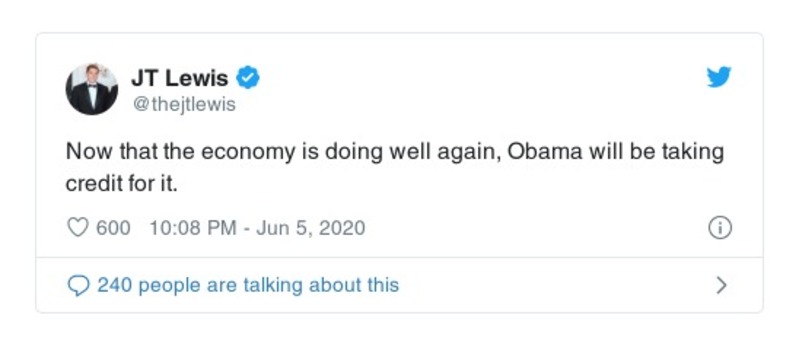 JT Lewis
@thejtlewis
Now that the economy is doing well again, Obama will be taking
credit for it.
600 10:08 PM - Jun 5, 2020
240 people are talking about this